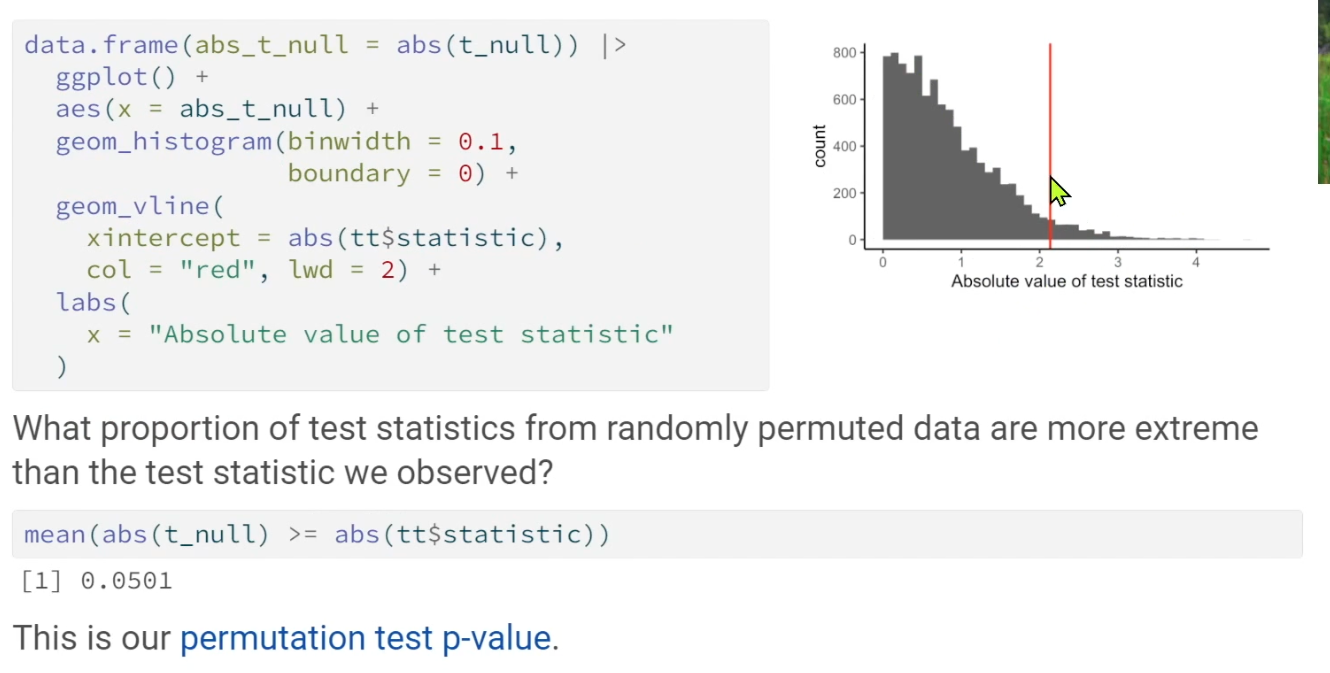 data.frame(abs_t_null = abs(t_null)) |>
  ggplot() +
  aes(x = abs_t_null) +
  geom_histogram(binwidth = 0.1,
                 boundary = 0) +
  geom_vline(
    xintercept = abs(tt$statistic),
    col = "red", lwd = 2) +
  labs(
    x = "Absolute value of test statistic"
  )
800
600
400
200
0
count
0 1 2 3 4
Absolute value of test statistic
What proportion of test statistics from randomly permuted data are more extreme
than the test statistic we observed?
mean(abs(t_null) >= abs(tt$statistic))
[1] 0.0501
This is our permutation test p-value.